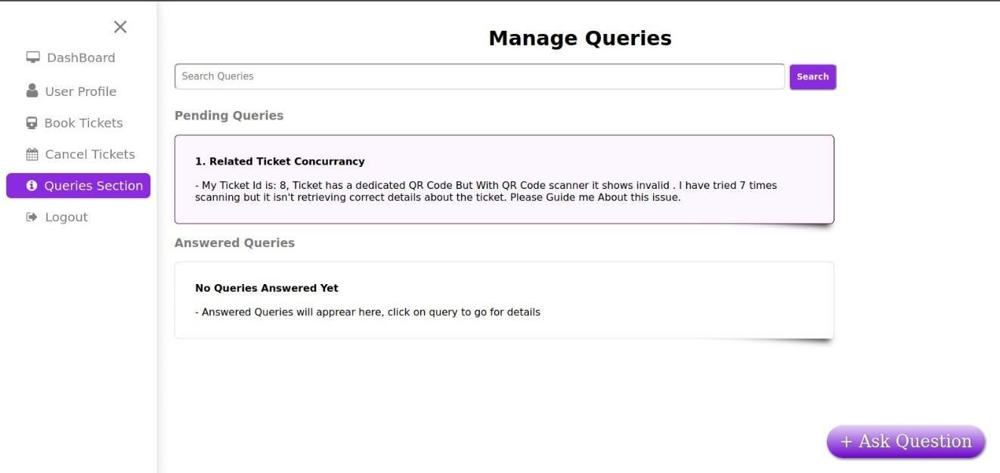 DashBoard
User Profile
Book Tickets
Cancel Tickets
Queries Section
Logout
Manage Queries
Search Queries
Search
Pending Queries
1. Related Ticket Concurrancy
- My Ticket Id is: 8, Ticket has a dedicated QR Code But With QR Code scanner it shows invalid . I have tried 7 times
scanning but it isn't retrieving correct details about the ticket. Please Guide me About this issue.
Answered Queries
No Queries Answered Yet
- Answered Queries will apprear here, click on query to go for details
+ Ask Question